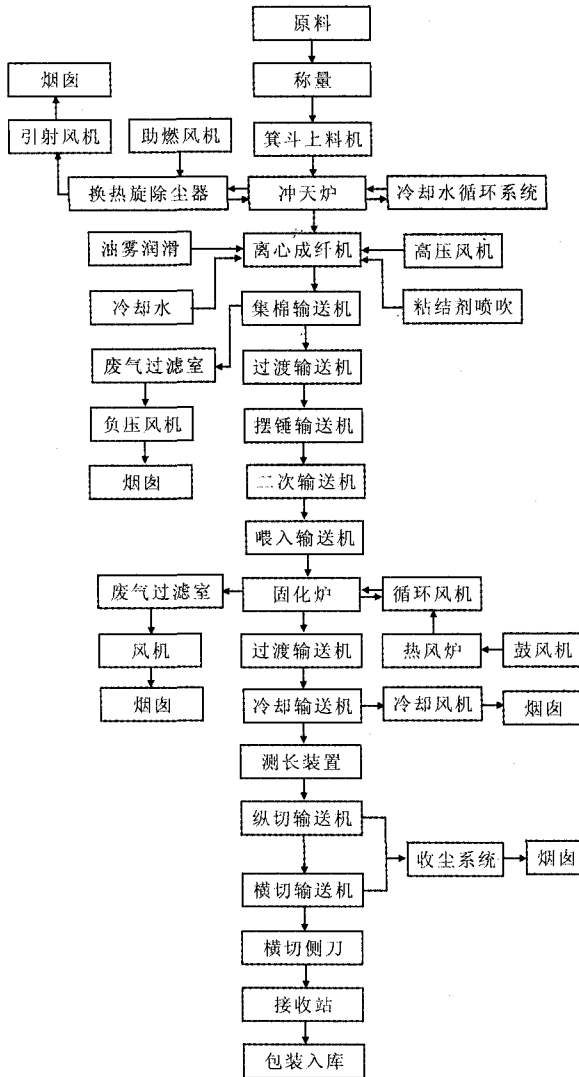 原料
烟囱
称量
引射风机
助燃风机
箕斗上料机
换热旋除尘器
冲天炉
冷却水循环系统
油雾润滑
离心成纤机
高压风机
冷却水
集棉输送机
粘结剂喷吹
废气过滤室
过渡输送机
负压风机
摆锤输送机
烟囱
二次输送机
喂入输送机
废气过滤室
固化炉
循环风机
风机
过渡输送机
热风炉
鼓风机
烟囱
冷却输送机
冷却风机
烟囱
测长装置
纵切输送机
收尘系统
烟囱
横切输送机
横切侧刀
接收站
包装入库